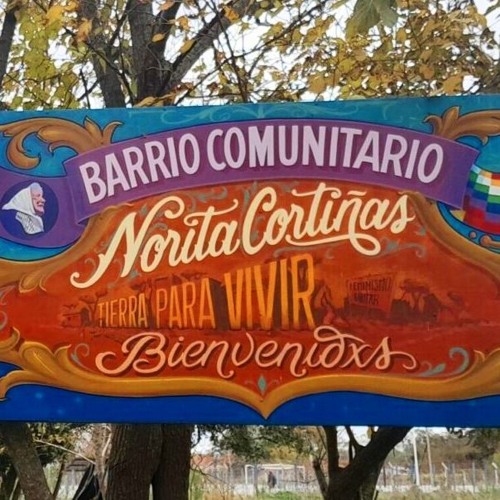 BARRIO COMUNITARIO
Norita Cortiñas
TIERRA PARA VIVIR
Bienvenidxs